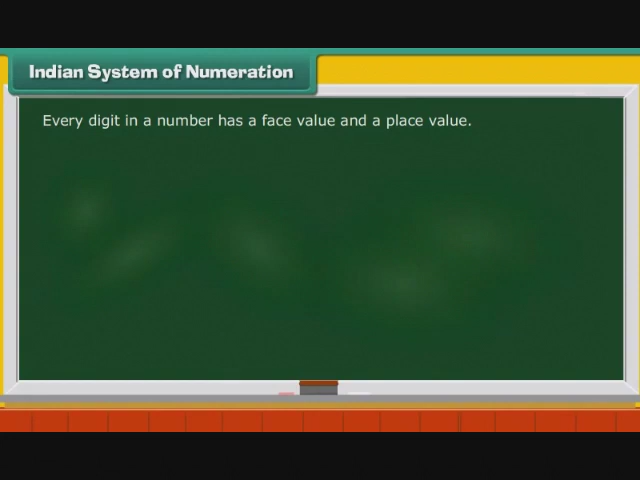 Indian System of Numeration
Every digit in a number has a face value and a place value.